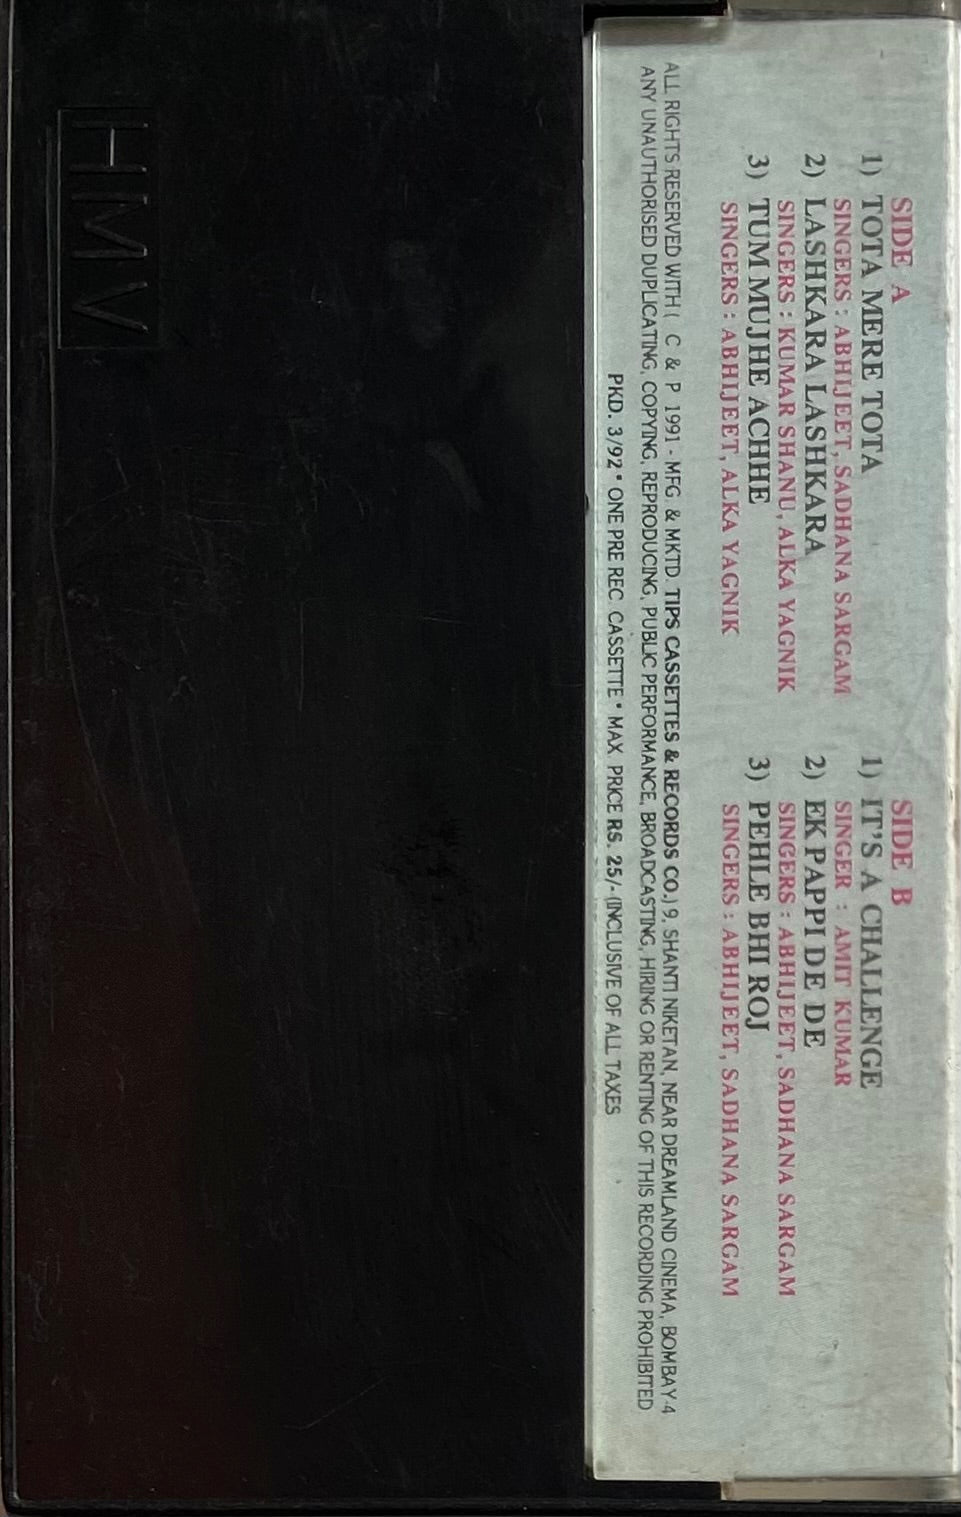 SIDE A
1) TOTA MERE TOTA
SINGERS : ABHIJEET, SADHANA SARGAM
2) LASHKARA LASHKARA
SINGERS : KUMAR SHANU, ALKA YAGNIK
3) TUM MUJHE ACHHE
SINGERS : ABHIJEET, ALKA YAGNIK
SIDE B
1) IT'S A CHALLENGE
SINGER : AMIT KUMAR
2) EK PAPPI DE DE
SINGERS : ABHIJEET, SADHANA SARGAM
3) PEHLE BHI ROJ
SINGERS : ABHIJEET, SADHANA SARGAM
ALL RIGHTS RESERVED WITH ( C & P 1991 - MFG. & MKTD. TIPS CASSETTES & RECORDS CO.) 9, SHANTI NIKETAN, NEAR DREAMLAND CINEMA, BOMBAY-4
ANY UNAUTHORISED DUPLICATING, COPYING, REPRODUCING, PUBLIC PERFORMANCE, BROADCASTING, HIRING OR RENTING OF THIS RECORDING PROHIBITED
PKD. 3/92 • ONE PRE REC. CASSETTE • MAX. PRICE RS. 25/- (INCLUSIVE OF ALL TAXES
HMV